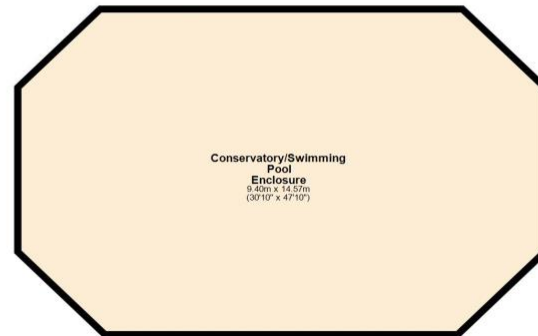 Conservatory/Swimming
Pool
Enclosure
9.40m x 14.57m
(30'10" x 47'10")